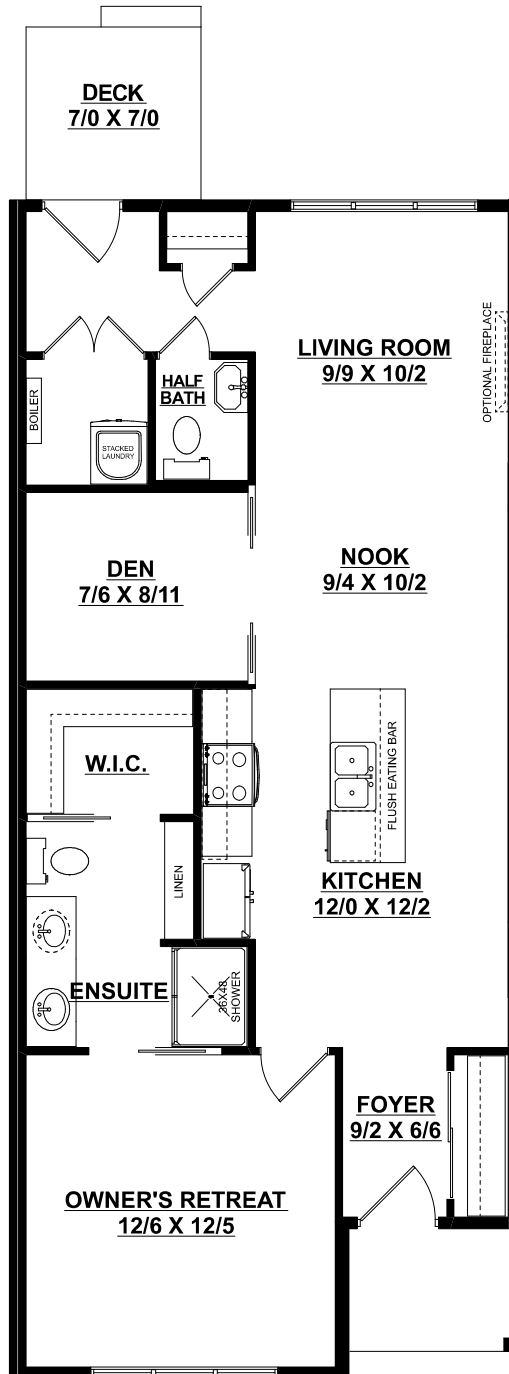 DECK
7/0 X 7/0
LIVING ROOM
9/9 X 10/2
OPTIONAL FIREPLACE
HALF
BATH
BOILER
STACKED
LAUNDRY
DEN
7/6 X 8/11
NOOK
9/4 X 10/2
W.I.C.
FLUSH EATING BAR
LINEN
KITCHEN
12/0 X 12/2
ENSUITE
36X48
SHOWER
FOYER
9/2 X 6/6
OWNER'S RETREAT
12/6 X 12/5